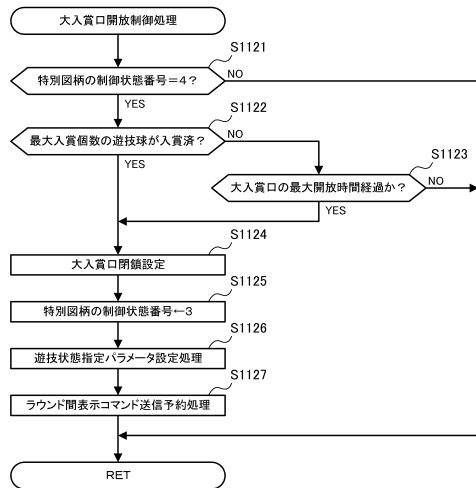 大入賞口開放制御処理
S1121
特別図柄の制御状態番号＝4？
NO
YES
S1122
最大入賞個数の遊技球が入賞済？
NO
YES
S1123
大入賞口の最大開放時間経過か？
NO
YES
S1124
大入賞口閉鎖設定
S1125
特別図柄の制御状態番号←3
S1126
遊技状態指定パラメータ設定処理
S1127
ラウンド間表示コマンド送信予約処理
RET